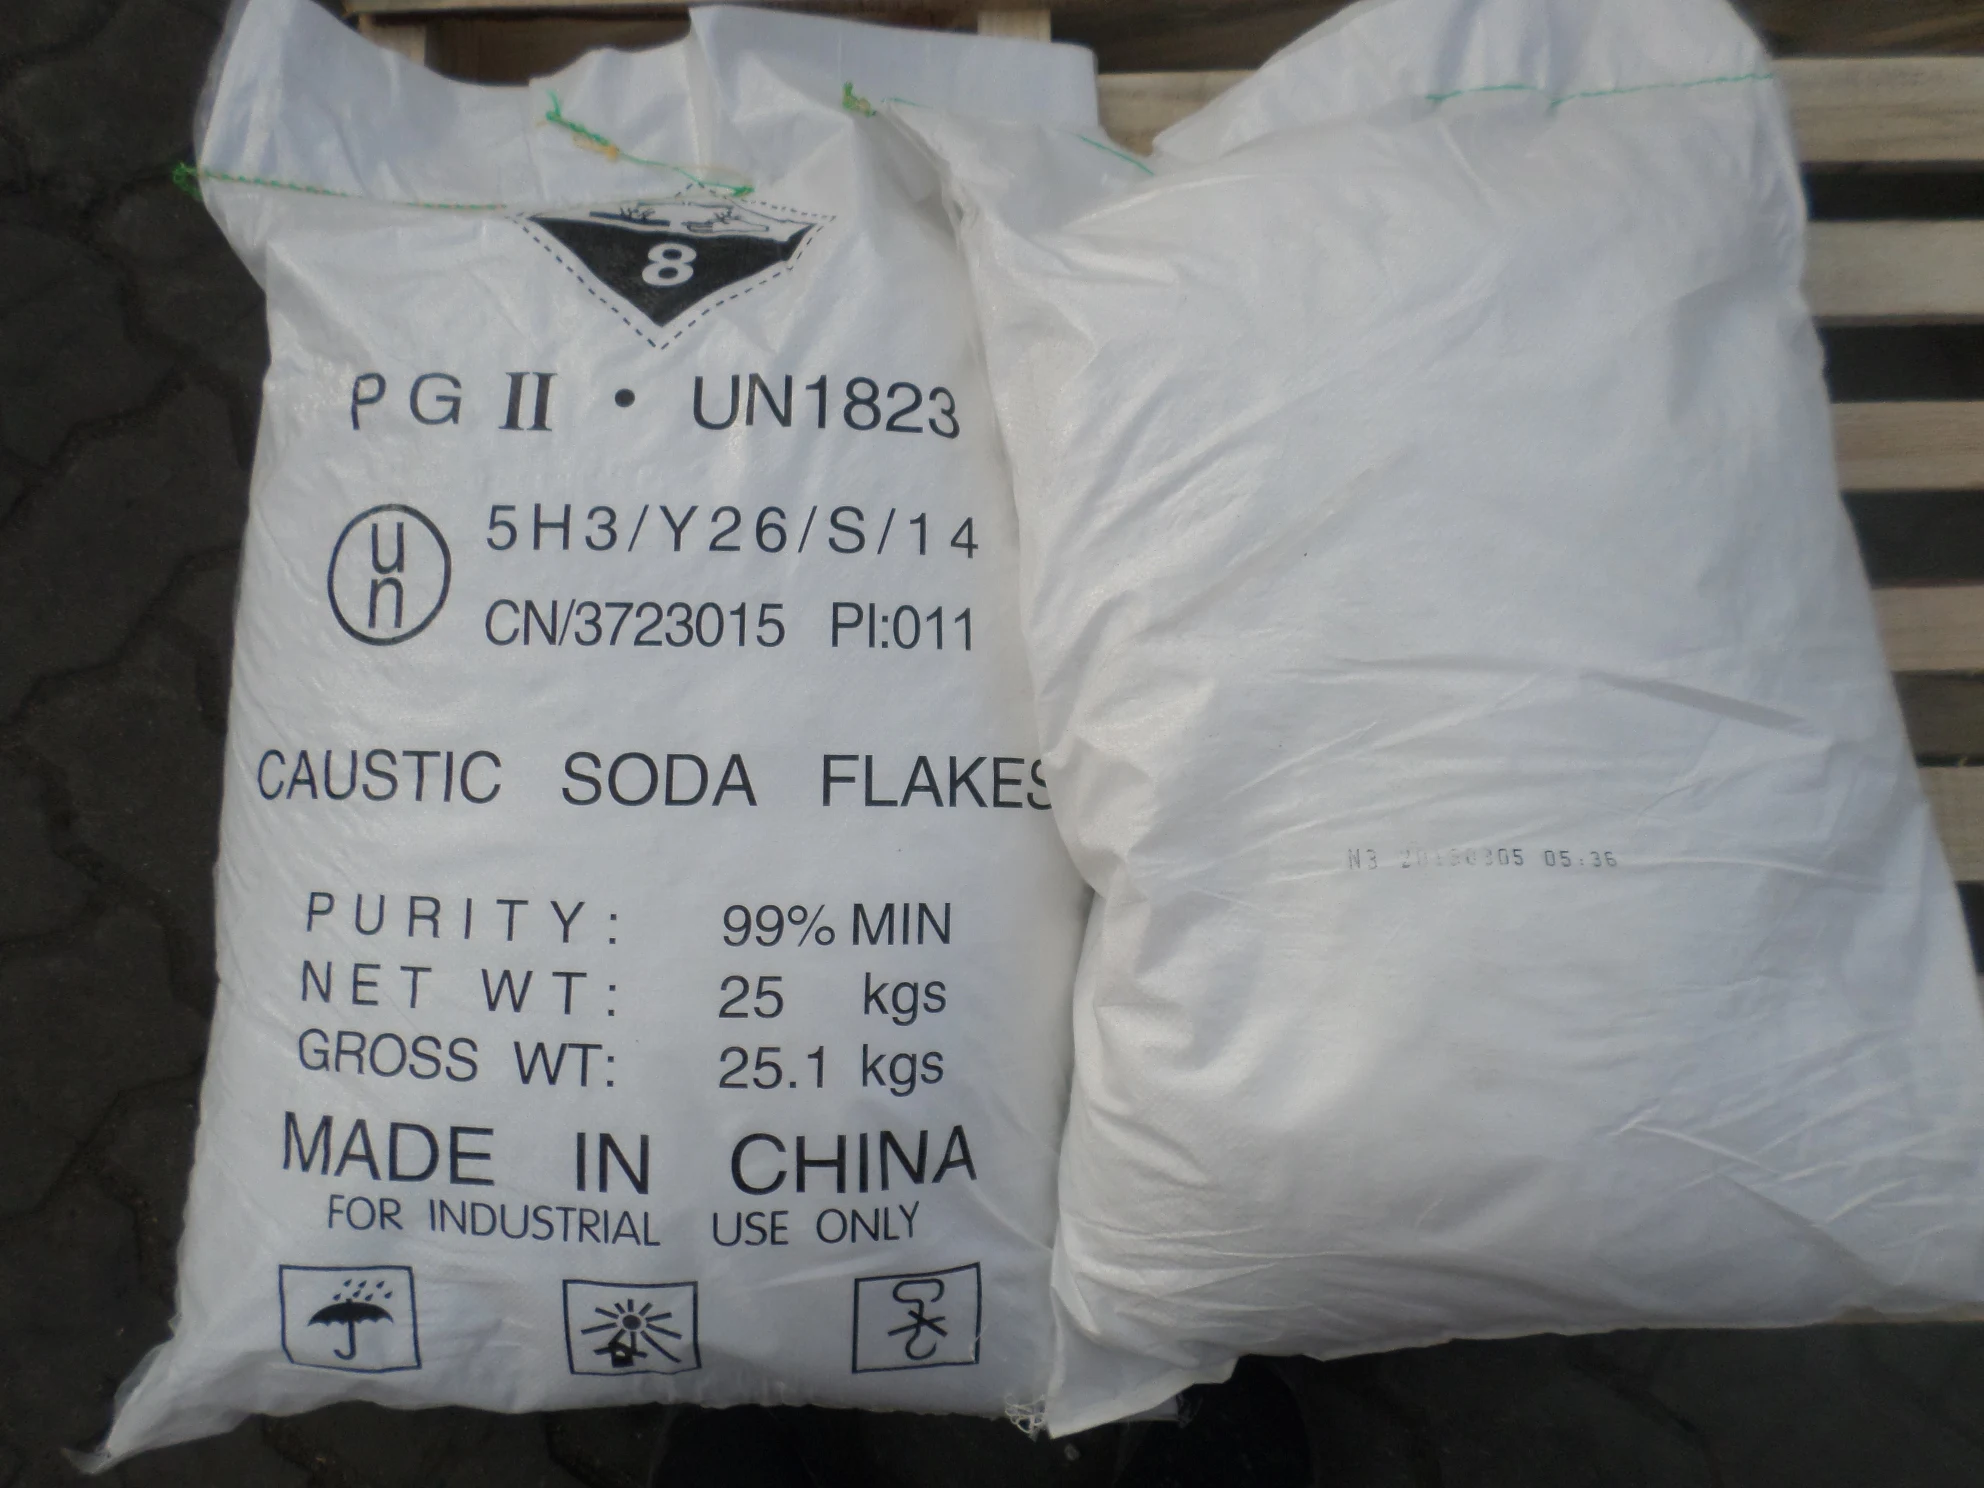 8
PG II • UN1823
un
5H3/Y26/S/14
CN/3723015 PI:011
CAUSTIC SODA FLAKES
PURITY: 99% MIN
NET WT: 25 kgs
GROSS WT: 25.1 kgs
MADE IN CHINA
FOR INDUSTRIAL USE ONLY
N3 05:36